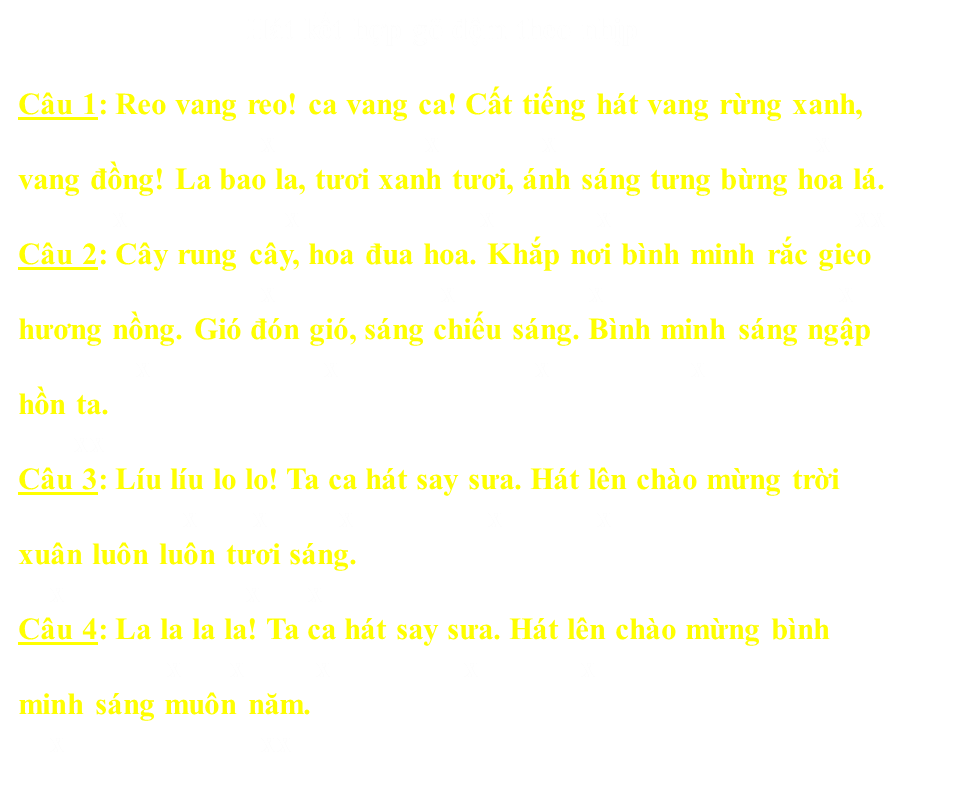 Câu 1: Reo vang reo! ca vang ca! Cất tiếng hát vang rừng xanh,
vang đồng! La bao la, tươi xanh tươi, ánh sáng tưng bừng hoa lá.
Câu 2: Cây rung cây, hoa đua hoa. Khắp nơi bình minh rắc gieo
hương nồng. Gió đón gió, sáng chiếu sáng. Bình minh sáng ngập
hồn ta.
Câu 3: Líu líu lo lo! Ta ca hát say sưa. Hát lên chào mừng trời
xuân luôn luôn tươi sáng.
Câu 4: La la la la! Ta ca hát say sưa. Hát lên chào mừng bình
minh sáng muôn năm.